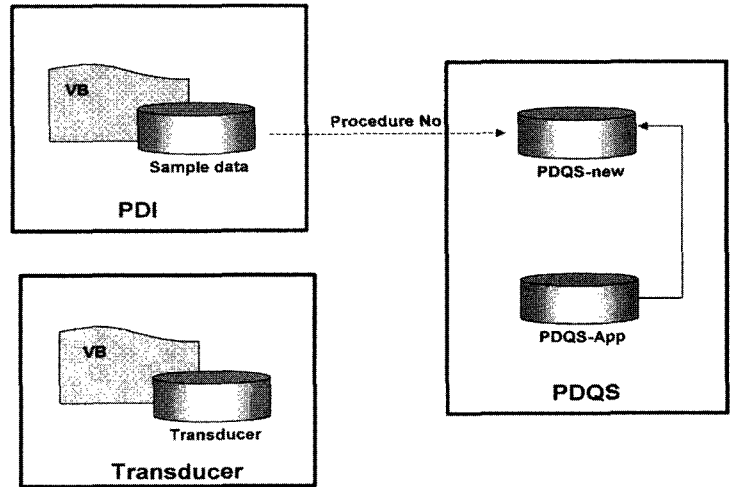 VB
Sample data
PDI
Procedure No
PDQS-new
PDQS-App
PDQS
VB
Transducer
Transducer